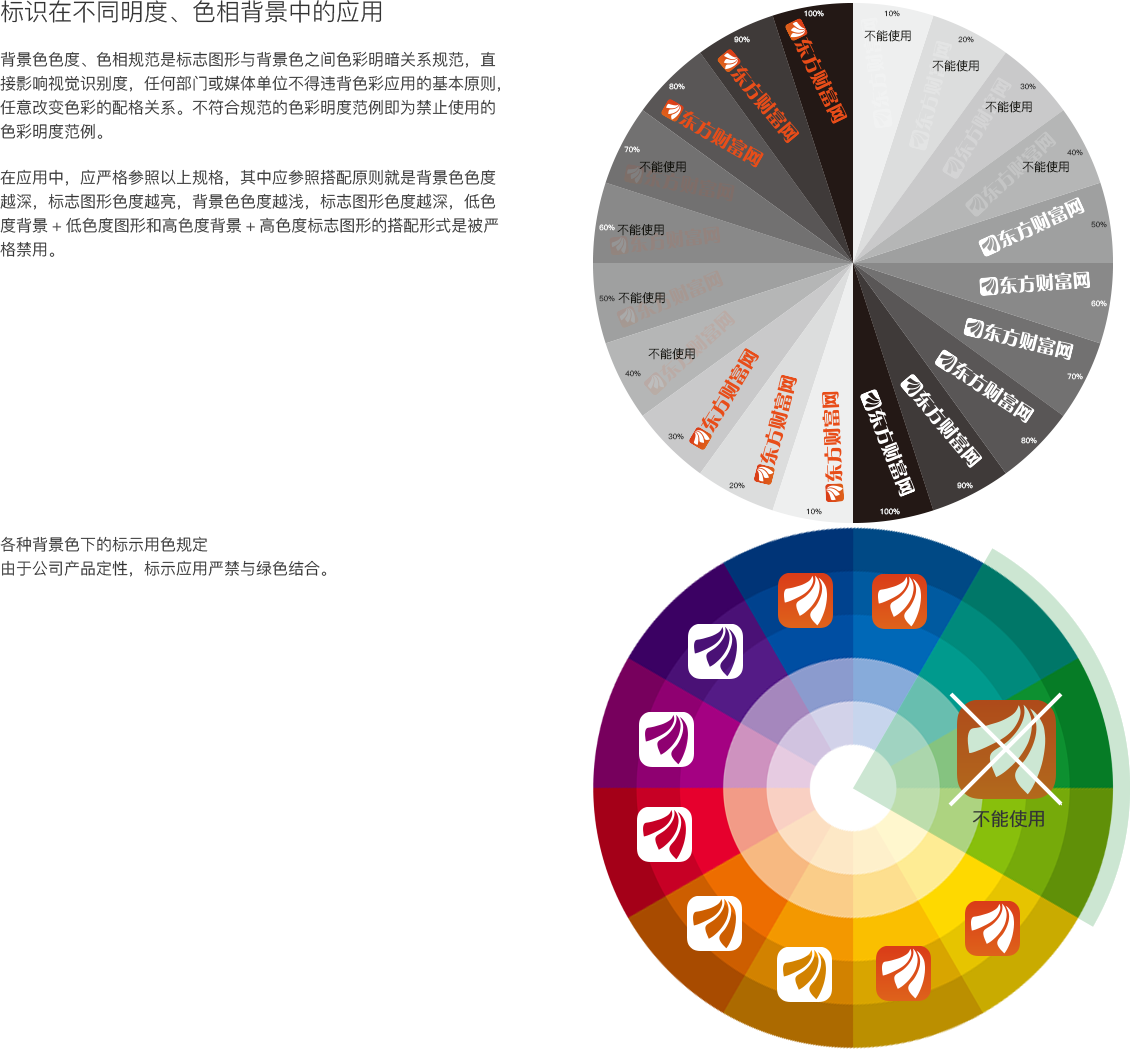 标识在不同明度、色相背景中的应用
背景色色度、色相规范是标志图形与背景色之间色彩明暗关系规范，直
接影响视觉识别度，任何部门或媒体单位不得违背色彩应用的基本原则，
任意改变色彩的配格关系。不符合规范的色彩明度范例即为禁止使用的
色彩明度范例。
在应用中，应严格参照以上规格，其中应参照搭配原则就是背景色色度
越深，标志图形色度越亮，背景色色度越浅，标志图形色度越深，低色
度背景 + 低色度图形和高色度背景 + 高色度标志图形的搭配形式是被严
格禁用。
10%
不能使用
东方财富网
20%
不能使用
东方财富网
30%
不能使用
东方财富网
40%
不能使用
东方财富网
50%
东方财富网
60%
东方财富网
70%
东方财富网
80%
东方财富网
90%
东方财富网
100%
东方财富网
10%
东方财富网
20%
东方财富网
30%
东方财富网
40%
不能使用
东方财富网
50%
不能使用
东方财富网
60%
不能使用
东方财富网
70%
不能使用
东方财富网
80%
东方财富网
90%
东方财富网
100%
东方财富网
各种背景色下的标示用色规定
由于公司产品定性，标示应用严禁与绿色结合。
不能使用